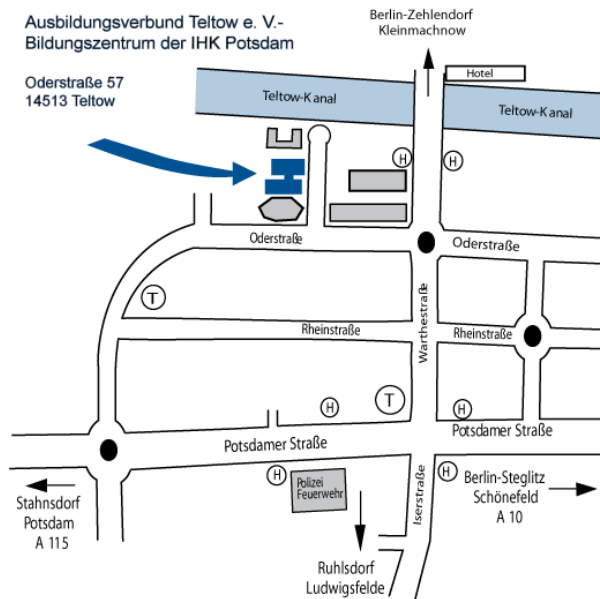 Ausbildungsverbund Teltow e. V.-
Bildungszentrum der IHK Potsdam
Oderstraße 57
14513 Teltow
Berlin-Zehlendorf
Kleinmachnow
Hotel
Teltow-Kanal
Teltow-Kanal
H
H
Oderstraße
Oderstraße
T
Warthestraße
Rheinstraße
Rheinstraße
T
H
H
Potsdamer Straße
Potsdamer Straße
H
H
Polizei
Feuerwehr
Iserstraße
Stahnsdorf
Potsdam
A 115
Berlin-Steglitz
Schönefeld
A 10
Ruhlsdorf
Ludwigsfelde